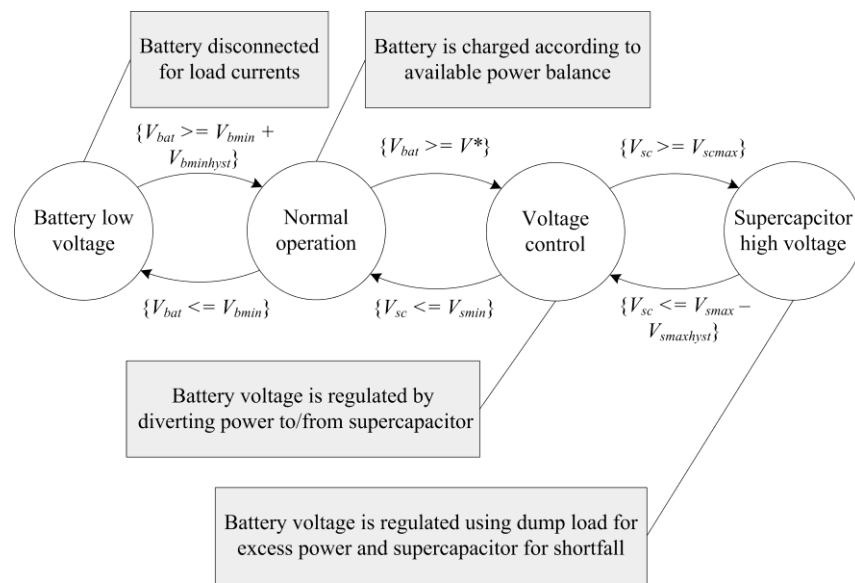 Battery disconnected
for load currents
Battery is charged according to
available power balance
{Vbat >= Vbmin +
Vbminhyst}
{Vbat >= V*}
{Vsc >= Vscmax}
Battery low
voltage
Normal
operation
Voltage
control
Supercapcitor
high voltage
{Vbat <= Vbmin}
{Vsc <= Vsmin}
{Vsc <= Vsmax –
Vsmaxhyst}
Battery voltage is regulated by
diverting power to/from supercapacitor
Battery voltage is regulated using dump load for
excess power and supercapacitor for shortfall